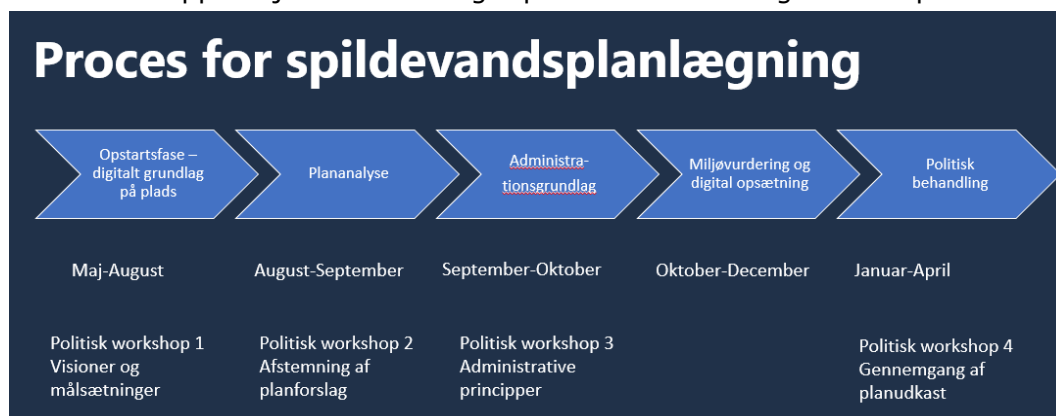 Proces for spildevandsplanlægning
Opstartsfase –
digitalt grundlag
på plads
Plananalyse
Administra-
tionsgrundlag
Miljøvurdering og
digital opsætning
Politisk
behandling
Maj-August
August-September
September-Oktober
Oktober-December
Januar-April
Politisk workshop 1
Visioner og
målsætninger
Politisk workshop 2
Afstemning af
planforslag
Politisk workshop 3
Administrative
principper
Politisk workshop 4
Gennemgang af
planudkast